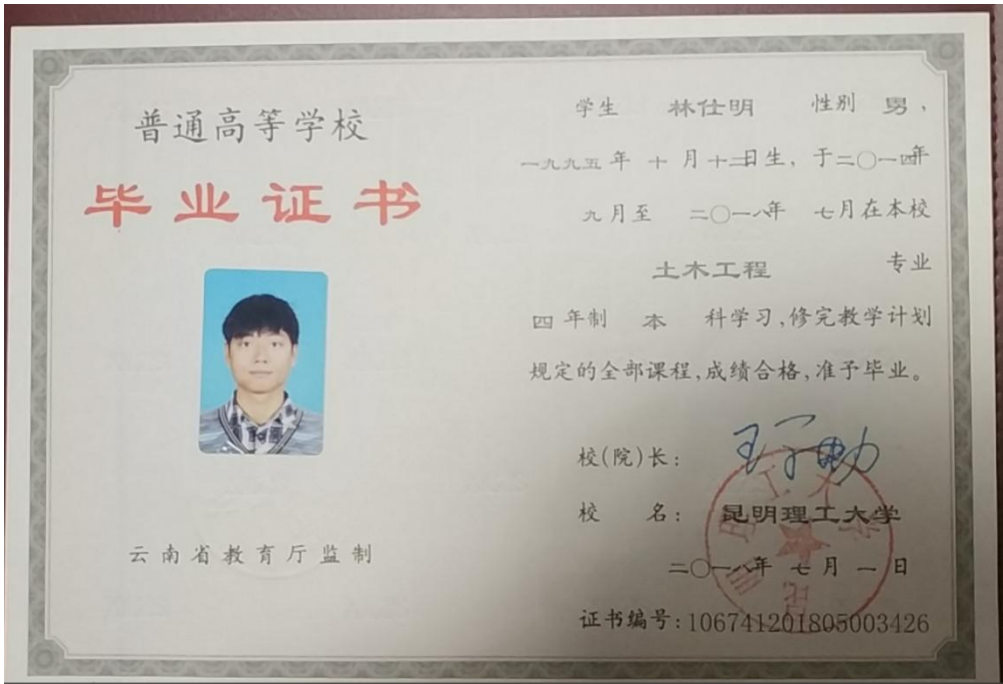 普通高等学校
毕业证书
云南省教育厅监制
学生 林仕明 性别 男，
一九九五年 十月十二日生，于二〇一四年
九月至 二〇一八年 七月在本校
土木工程 专业
四年制 本 科学习，修完教学计划
规定的全部课程，成绩合格，准予毕业。
校（院）长：
校 名： 昆明理工大学
二〇一八年 七月 一日
证书编号：106741201805003426